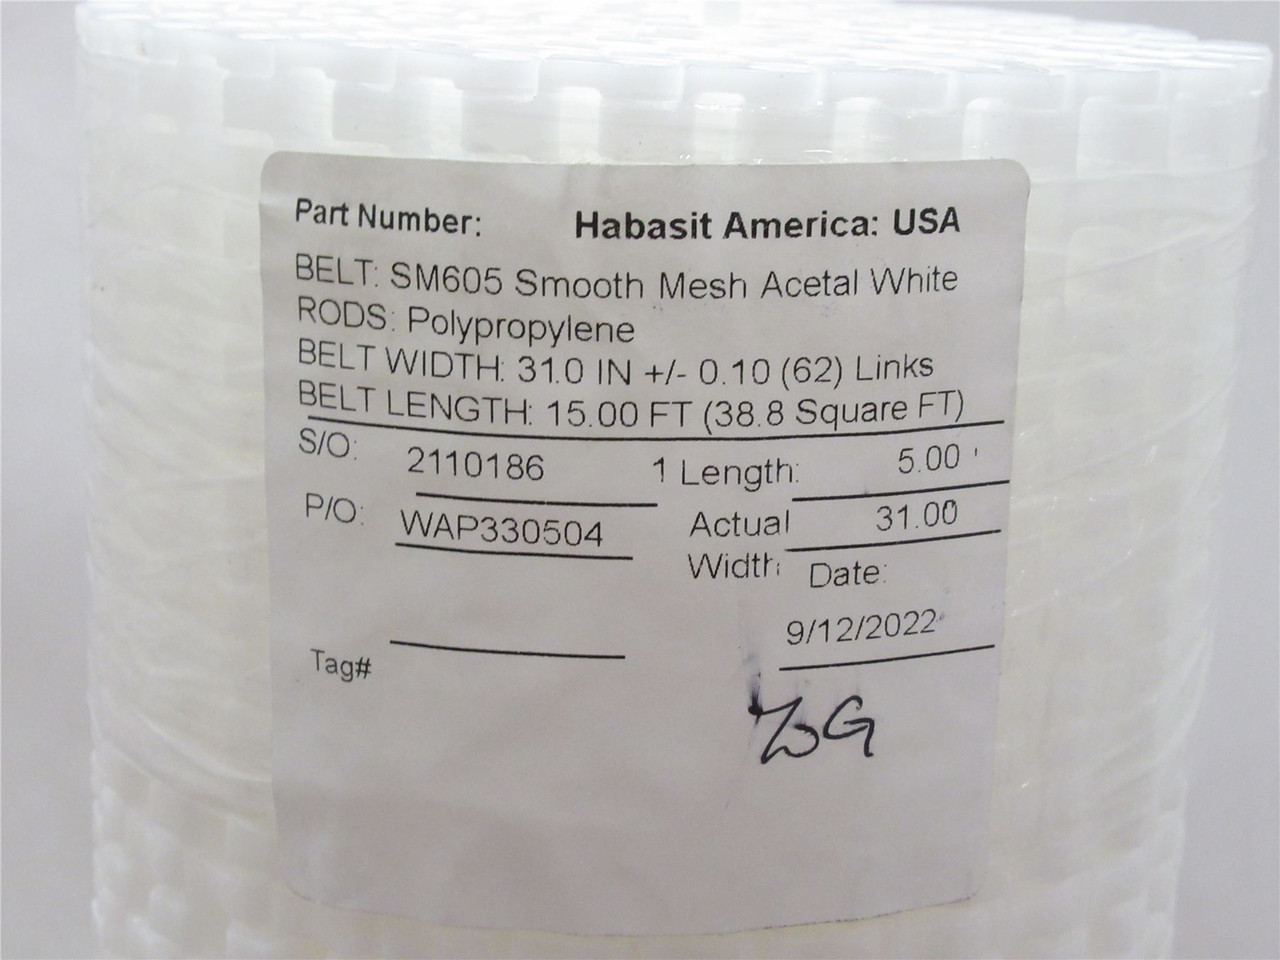 Part Number: Habasit America: USA
BELT: SM605 Smooth Mesh Acetal White
RODS: Polypropylene
BELT WIDTH: 31.0 IN +/- 0.10 (62) Links
BELT LENGTH: 15.00 FT (38.8 Square FT)
S/O: 2110186 1 Length: 5.00 '
P/O: WAP330504 Actual 31.00
Width: Date:
9/12/2022
Tag#